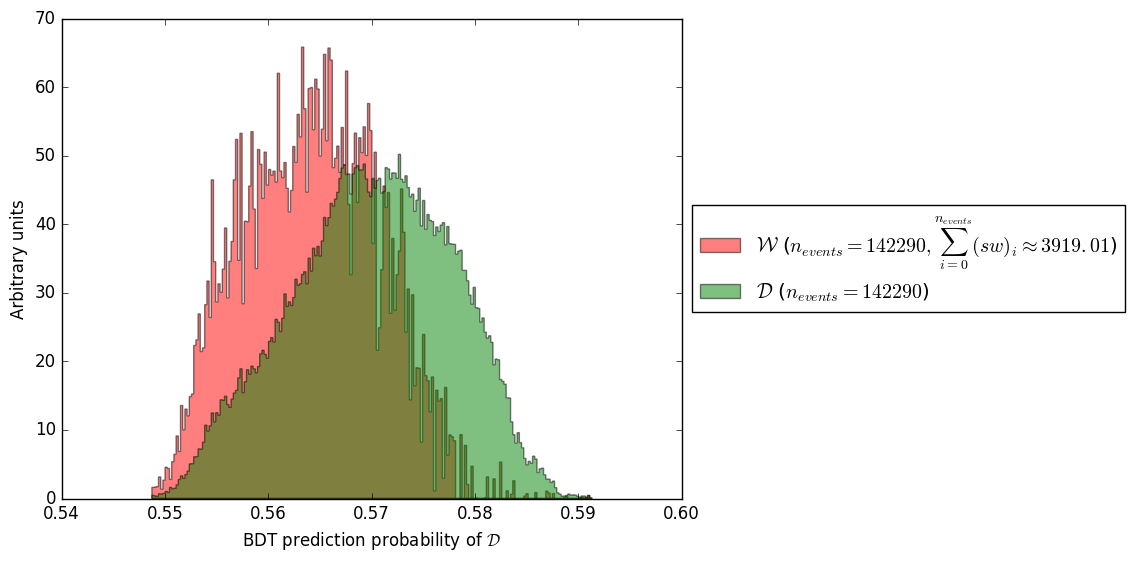 70
60
50
40
30
20
10
0
Arbitrary units
0.54 0.55 0.56 0.57 0.58 0.59 0.60
BDT prediction probability of 𝒟
𝒲 (n_events = 142290, ∑_{i=0}^{n_events} (sw)_i ≈ 3919.01)
𝒟 (n_events = 142290)